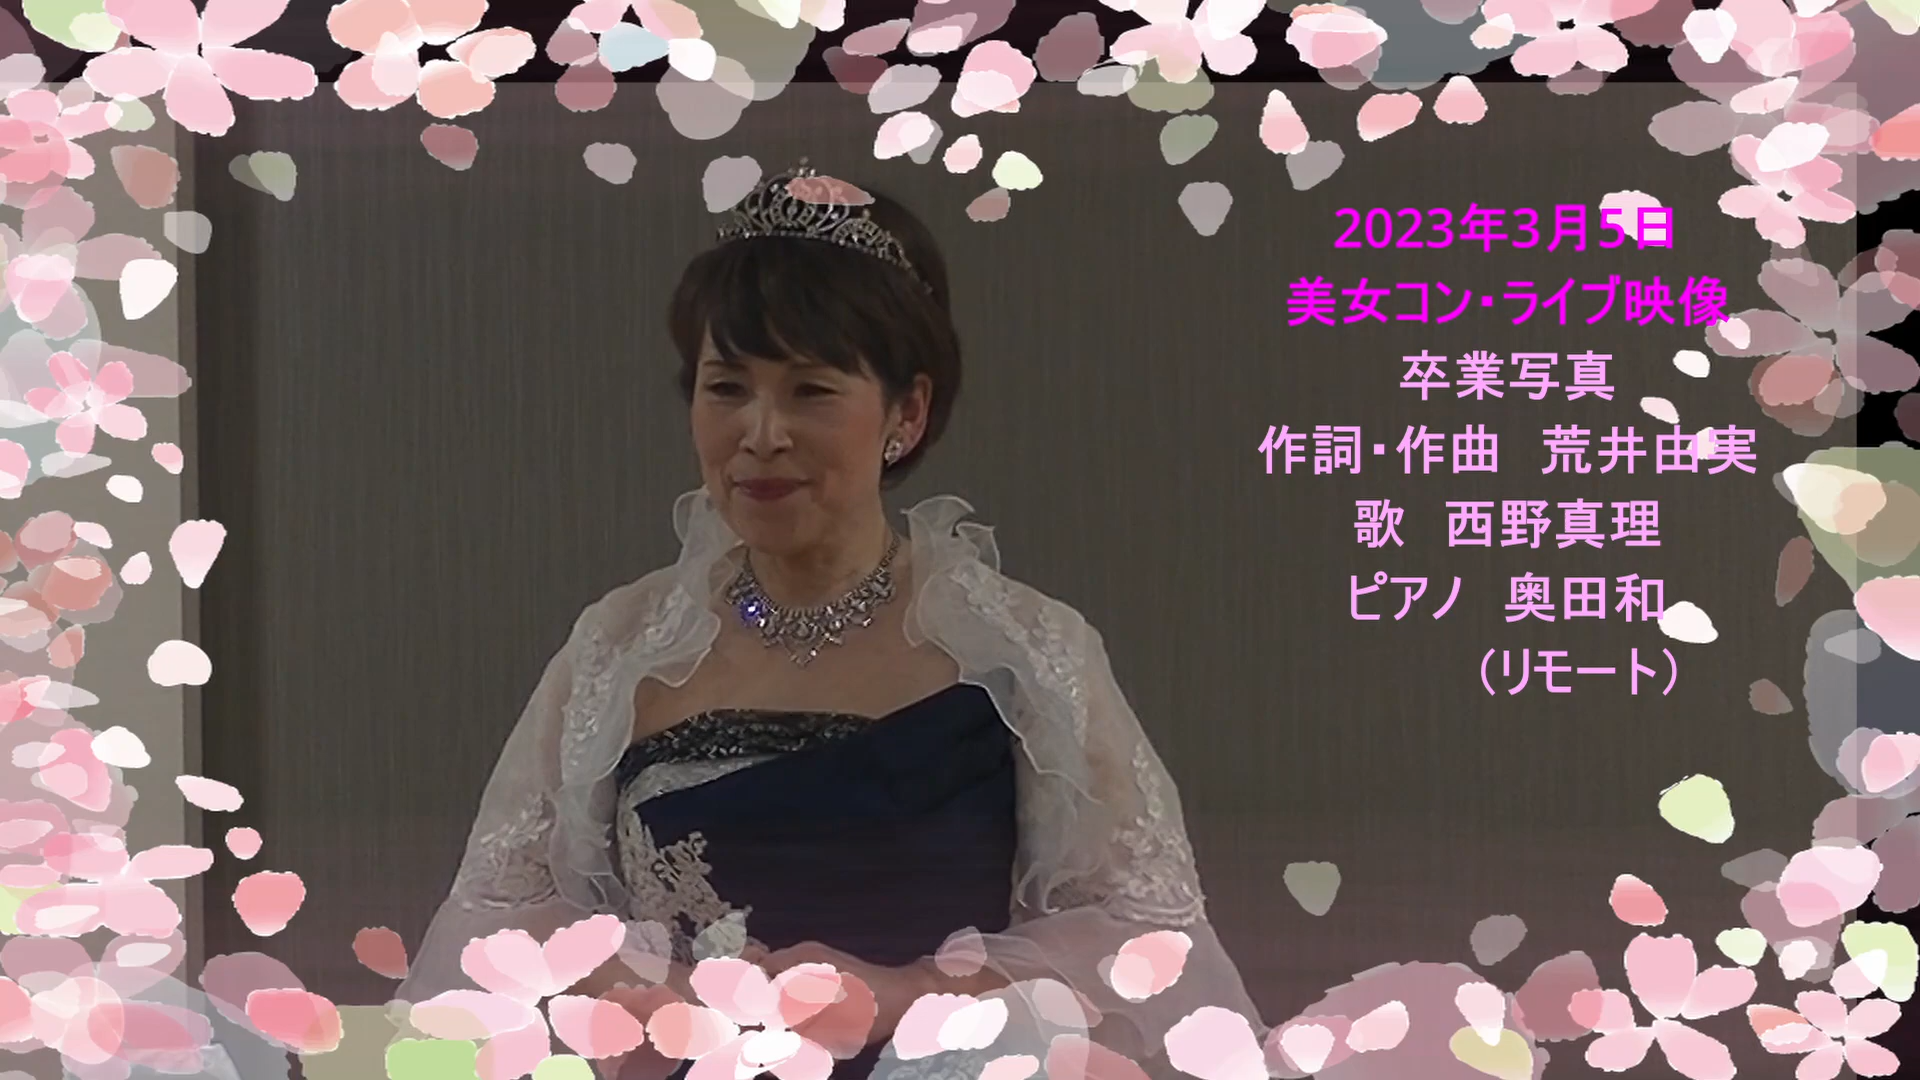 2023年3月5日
美女コン・ライブ映像
卒業写真
作詞・作曲　荒井由実
歌　西野真理
ピアノ　奥田和
（リモート）